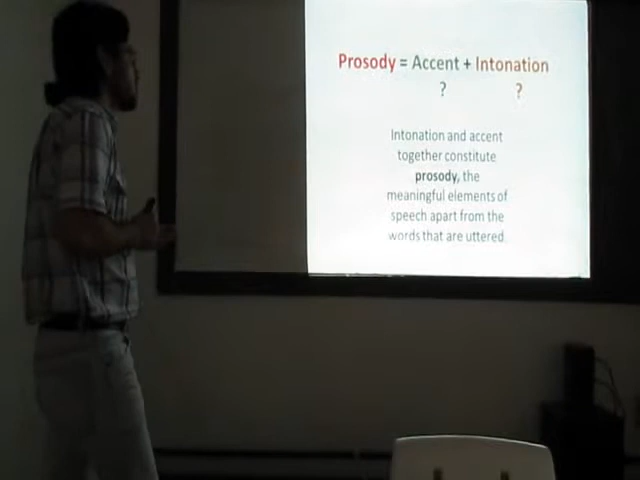 Prosody = Accent + Intonation
? ?
Intonation and accent
together constitute
prosody, the
meaningful elements of
speech apart from the
words that are uttered.